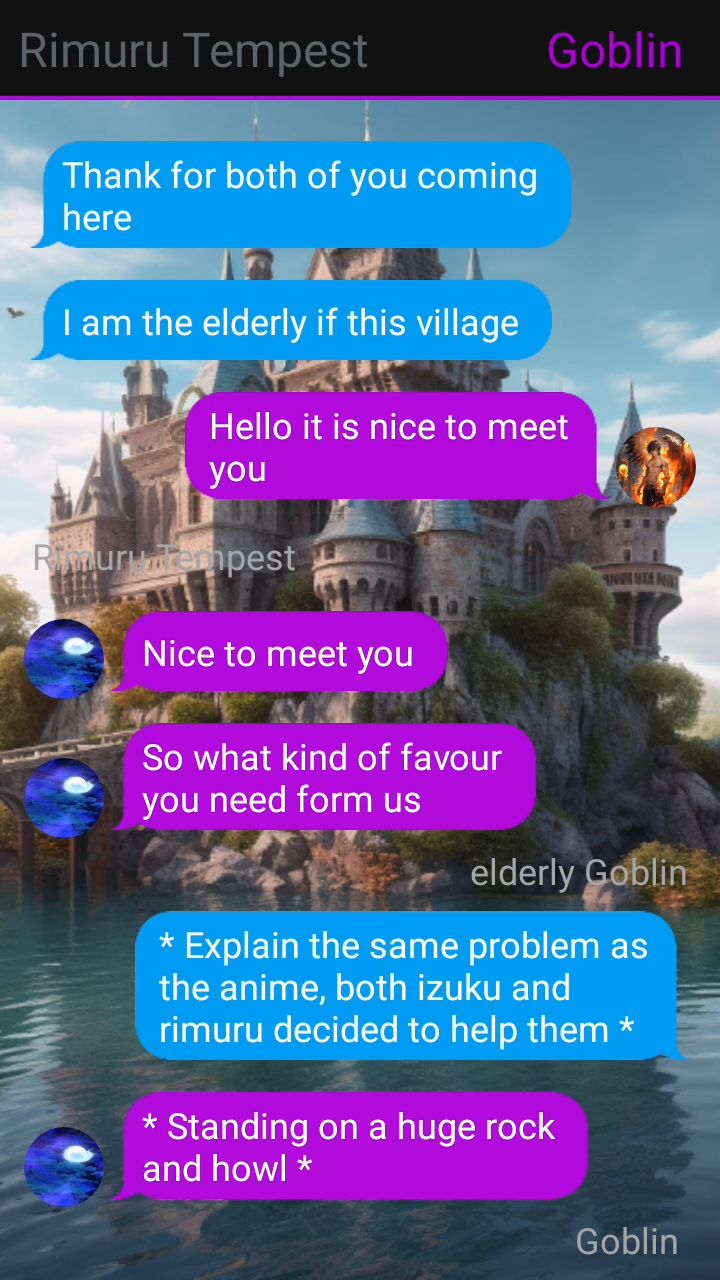 Rimuru Tempest
Goblin
Thank for both of you coming
here
I am the elderly if this village
Hello it is nice to meet
you
Rimuru Tempest
Nice to meet you
So what kind of favour
you need form us
elderly Goblin
* Explain the same problem as
the anime, both izuku and
rimuru decided to help them *
* Standing on a huge rock
and howl *
Goblin